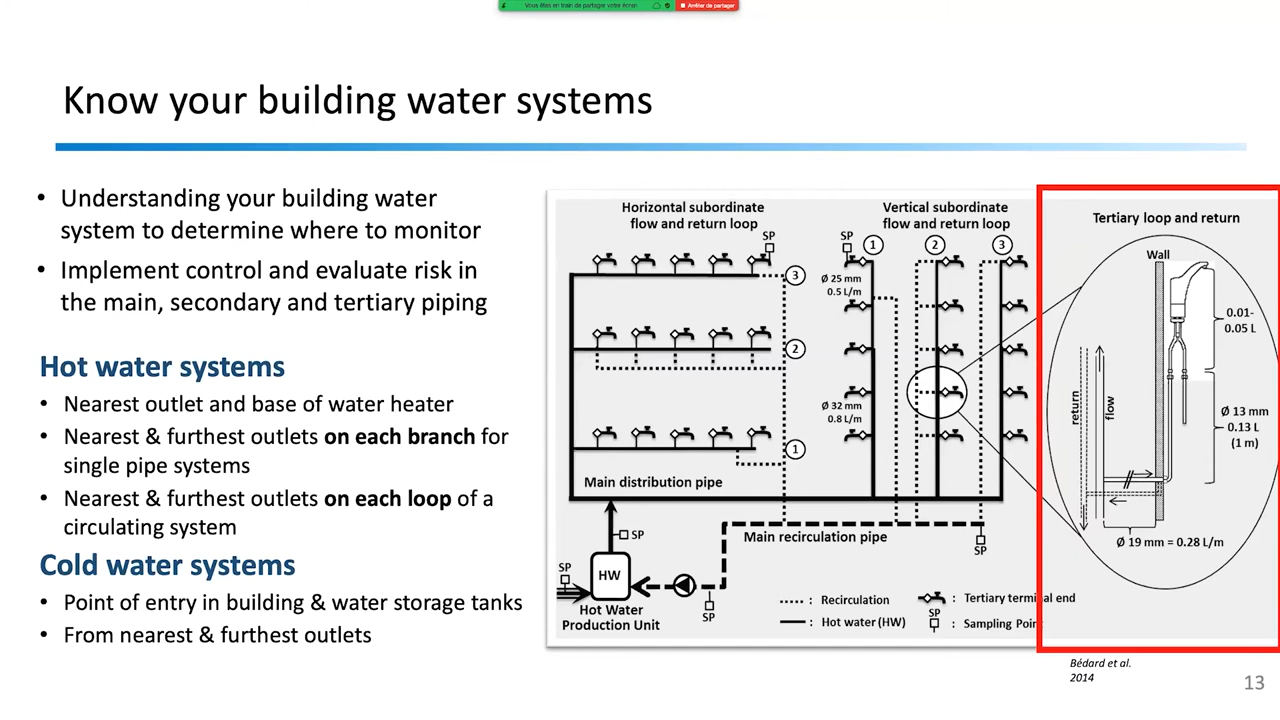 Vous êtes en train de partager votre écran
Arrêter de partager
Know your building water systems
• Understanding your building water
system to determine where to monitor
• Implement control and evaluate risk in
the main, secondary and tertiary piping
Hot water systems
• Nearest outlet and base of water heater
• Nearest & furthest outlets on each branch for
single pipe systems
• Nearest & furthest outlets on each loop of a
circulating system
Cold water systems
• Point of entry in building & water storage tanks
• From nearest & furthest outlets
Horizontal subordinate
flow and return loop
SP
3
2
1
Main distribution pipe
Vertical subordinate
flow and return loop
SP
1
2
3
Ø 25 mm
0.5 L/m
Ø 32 mm
0.8 L/m
Main recirculation pipe
SP
SP
HW
SP
SP
Hot Water
Production Unit
: Recirculation
: Hot water (HW)
: Tertiary terminal end
SP
: Sampling Point
Tertiary loop and return
Wall
0.01-
0.05 L
return
flow
Ø 13 mm
0.13 L
(1 m)
Ø 19 mm = 0.28 L/m
Bédard et al.
2014
13